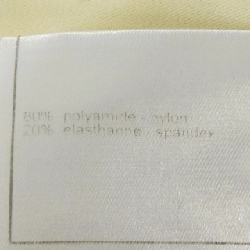 80% polyamide - nylon
20% elasthanne - spandex